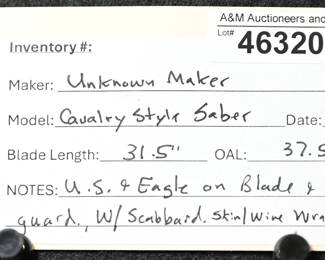 A&M Auctioneers and
Lot# 46320
Inventory #:
Maker: Unknown Maker
Model: Cavalry Style Saber Date:
Blade Length: 31.5" OAL: 37.5
NOTES: U.S. & Eagle on Blade &
guard, W/ Scabbard. Skin/Wire Wra